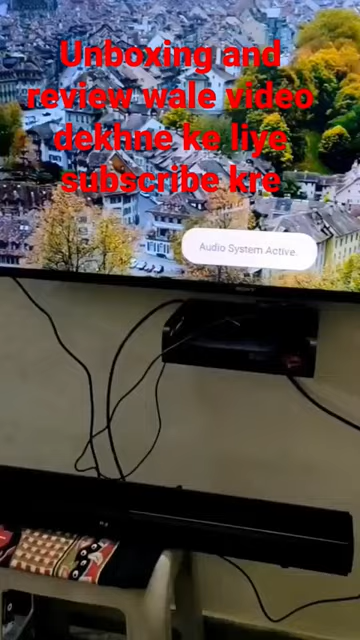 Unboxing and
review wale video
dekhne ke liye
subscribe kre
Audio System Active.